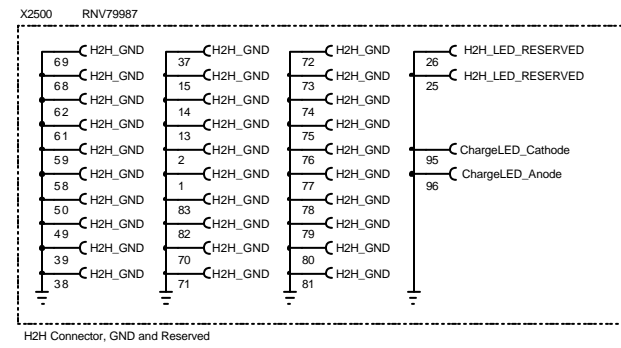 X2500 RNV79987
H2H_GND H2H_GND H2H_GND H2H_LED_RESERVED
69 37 72 26
H2H_GND H2H_GND H2H_GND H2H_LED_RESERVED
68 15 73 25
H2H_GND H2H_GND H2H_GND
62 14 74
H2H_GND H2H_GND H2H_GND
61 13 75
H2H_GND H2H_GND H2H_GND ChargeLED_Cathode
59 2 76 95
H2H_GND H2H_GND H2H_GND ChargeLED_Anode
58 1 77 96
H2H_GND H2H_GND H2H_GND
50 83 78
H2H_GND H2H_GND H2H_GND
49 82 79
H2H_GND H2H_GND H2H_GND
39 70 80
H2H_GND H2H_GND H2H_GND
38 71 81
H2H Connector, GND and Reserved